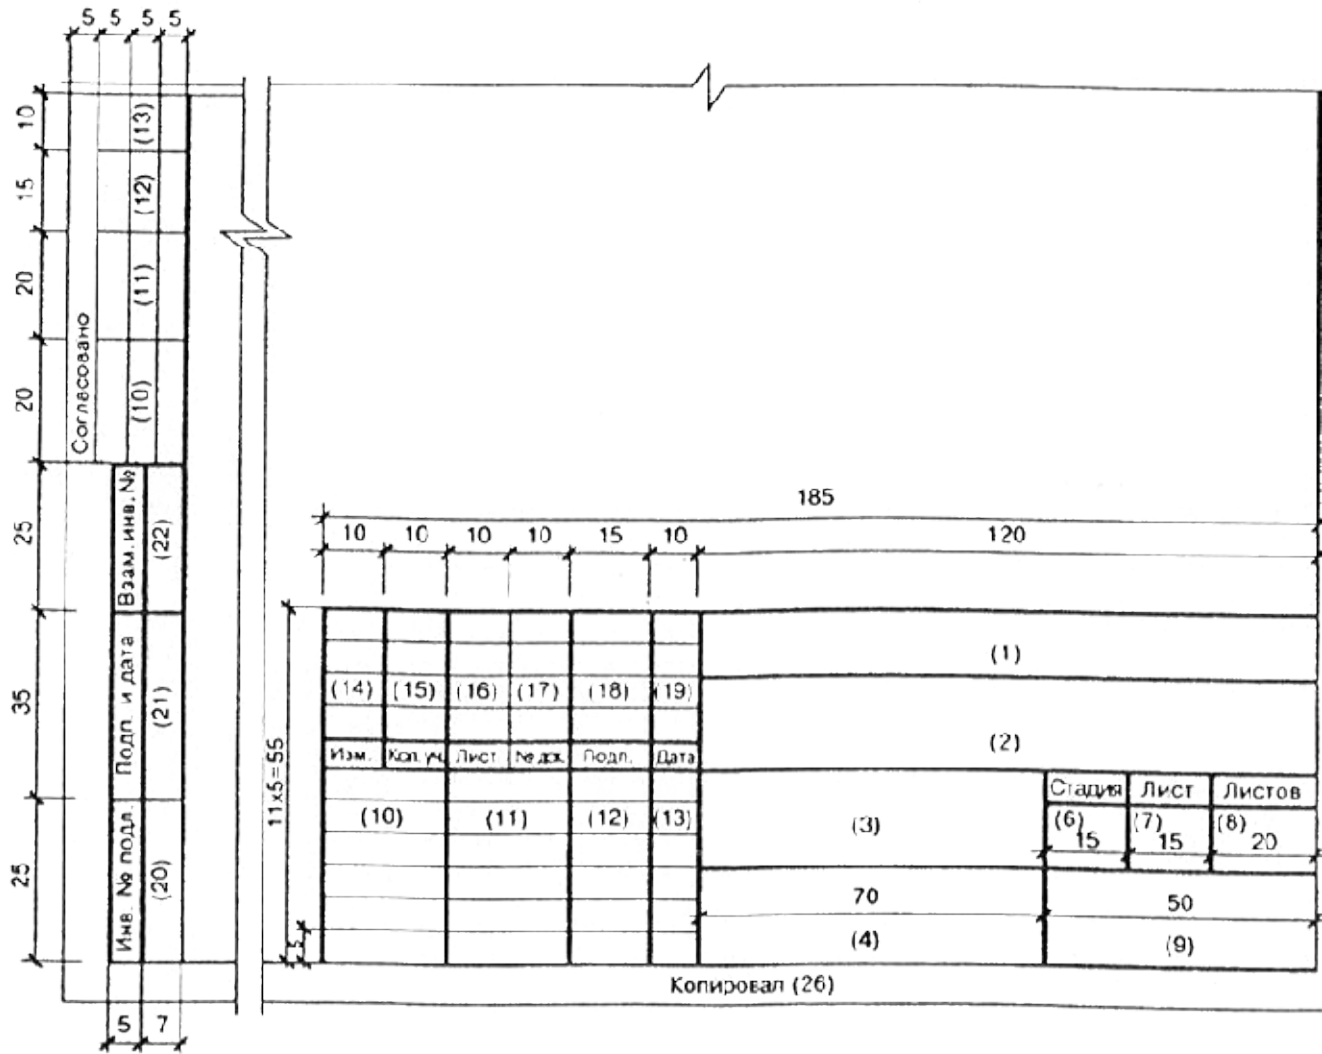 5 5 5 5
10 15 20 20 25 35 25
Согласовано
(13)
(12)
(11)
(10)
Взам. инв. №
(22)
Подп. и дата
(21)
Инв. № подл.
(20)
5 7
185
10 10 10 10 15 10 120
11x5=55
5
(1)
(14) (15) (16) (17) (18) (19)
(2)
Изм. Кол. уч Лист № док. Подп. Дата
Стадия Лист Листов
(10) (11) (12) (13) (3) (6) (7) (8)
15 15 20
70 50
(4) (9)
Копировал (26)